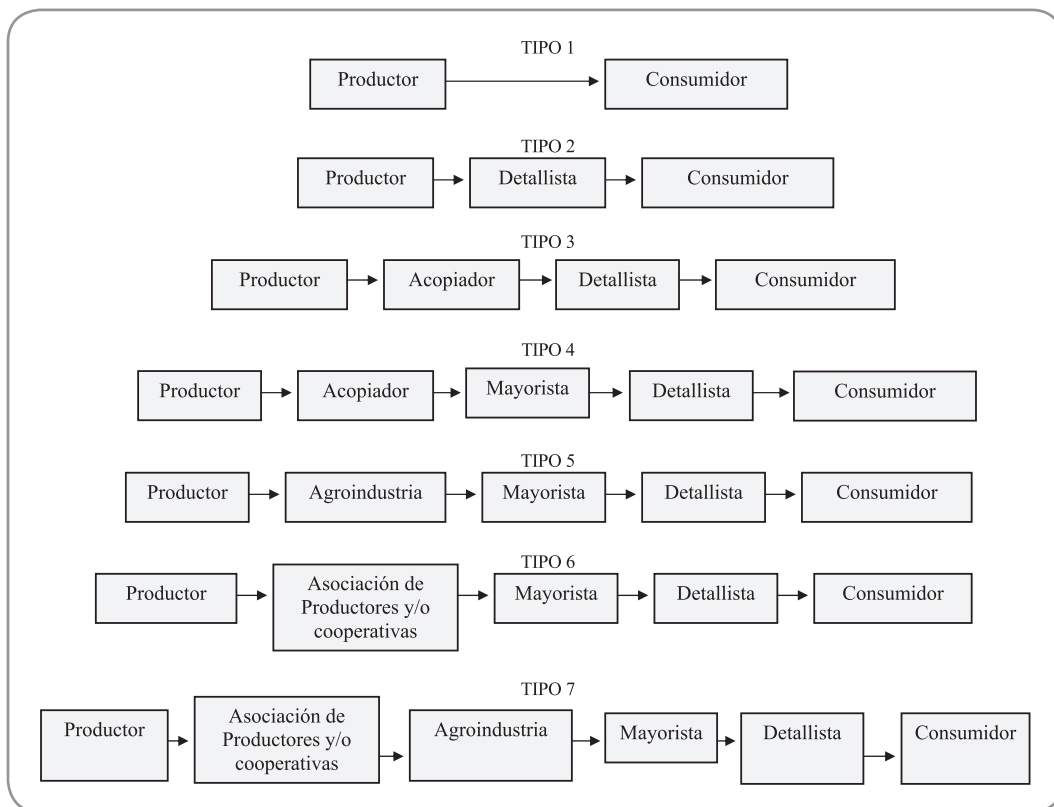 TIPO 1
Productor Consumidor
TIPO 2
Productor Detallista Consumidor
TIPO 3
Productor Acopiador Detallista Consumidor
TIPO 4
Productor Acopiador Mayorista Detallista Consumidor
TIPO 5
Productor Agroindustria Mayorista Detallista Consumidor
TIPO 6
Productor
Asociación de
Productores y/o
cooperativas
Mayorista Detallista Consumidor
TIPO 7
Productor
Asociación de
Productores y/o
cooperativas
Agroindustria Mayorista Detallista Consumidor